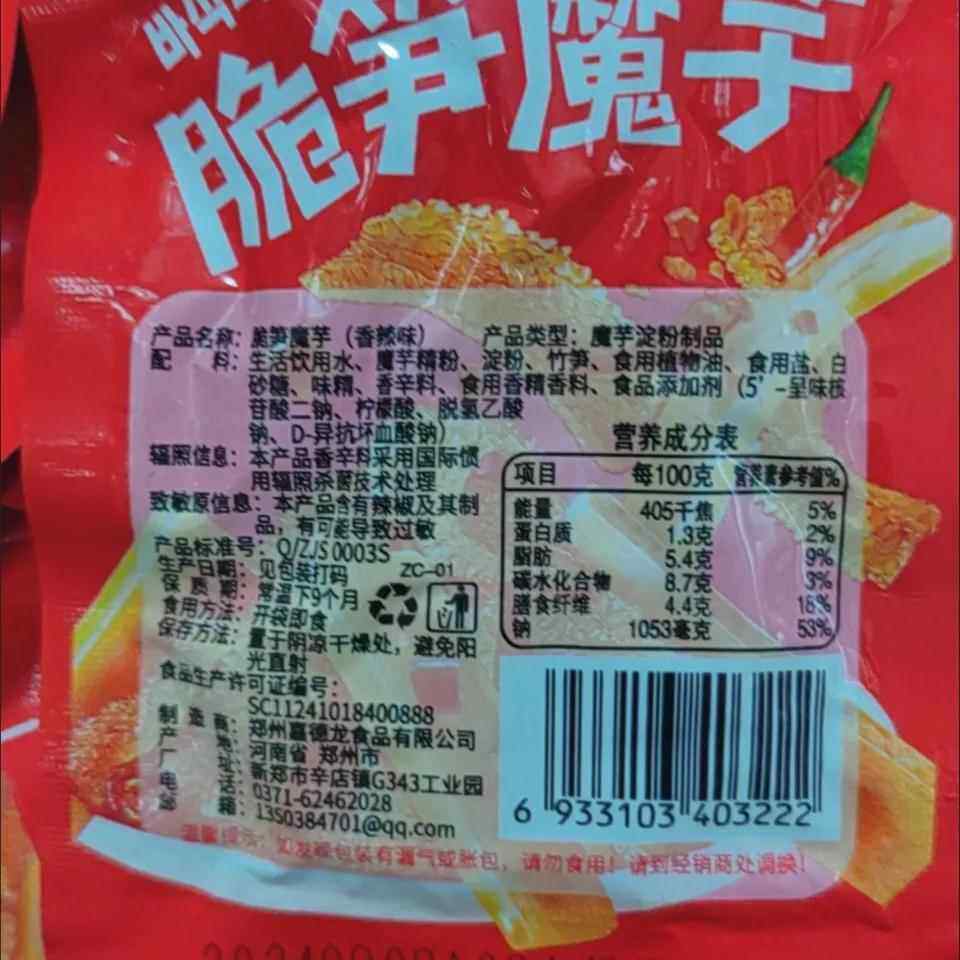 脆笋魔芋
产品名称：脆笋魔芋（香辣味）　产品类型：魔芋淀粉制品
配　料：生活饮用水、魔芋精粉、淀粉、竹笋、食用植物油、食用盐、白
砂糖、味精、香辛料、食用香精香料、食品添加剂（5’-呈味核
苷酸二钠、柠檬酸、脱氢乙酸
钠、D-异抗坏血酸钠）
辐照信息：本产品香辛料采用国际惯
用辐照杀菌技术处理
致敏原信息：本产品含有辣椒及其制
品，有可能导致过敏
产品标准号：Q/ZJS 0003S
生产日期：见包装打码　ZC-01
保 质 期：常温下9个月
食用方法：开袋即食
保存方法：置于阴凉干燥处，避免阳
光直射
食品生产许可证编号：
SC11241018400888
制 造 商：郑州嘉德龙食品有限公司
产　地：河南省 郑州市
厂　址：新郑市辛店镇G343工业园
电　话：0371-62462028
邮　箱：1350384701@qq.com
营养成分表
项目　每100克　营养素参考值%
能量　405千焦　5%
蛋白质　1.3克　2%
脂肪　5.4克　9%
碳水化合物　8.7克　3%
膳食纤维　4.4克　18%
钠　1053毫克　53%
6 933103 403222
温馨提示：如发现包装有漏气或胀包，请勿食用！请到经销商处调换！